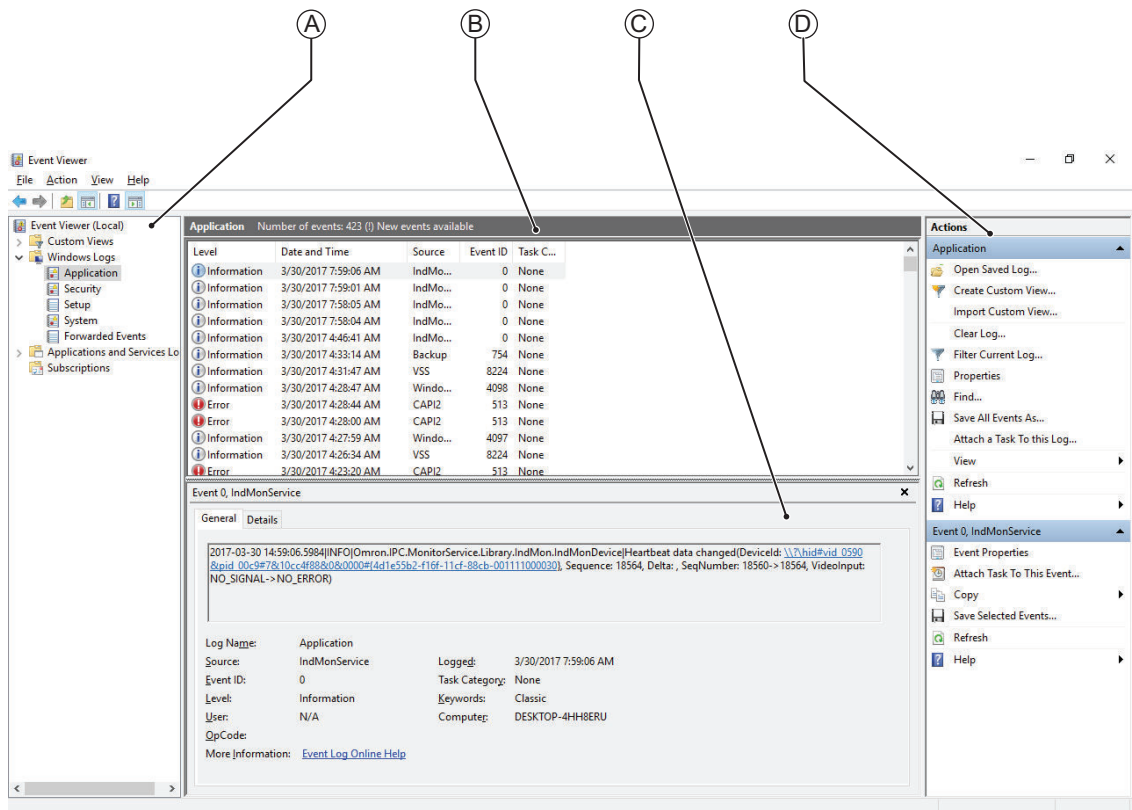 A B C D
Event Viewer
File Action View Help
Event Viewer (Local)
Custom Views
Windows Logs
Application
Security
Setup
System
Forwarded Events
Applications and Services Lo
Subscriptions
Application Number of events: 423 (!) New events available
Level Date and Time Source Event ID Task C...
Information 3/30/2017 7:59:06 AM IndMo... 0 None
Information 3/30/2017 7:59:01 AM IndMo... 0 None
Information 3/30/2017 7:58:05 AM IndMo... 0 None
Information 3/30/2017 7:58:04 AM IndMo... 0 None
Information 3/30/2017 4:46:41 AM IndMo... 0 None
Information 3/30/2017 4:33:14 AM Backup 754 None
Information 3/30/2017 4:31:47 AM VSS 8224 None
Information 3/30/2017 4:28:47 AM Windo... 4098 None
Error 3/30/2017 4:28:44 AM CAPI2 513 None
Error 3/30/2017 4:28:00 AM CAPI2 513 None
Information 3/30/2017 4:27:59 AM Windo... 4097 None
Information 3/30/2017 4:26:34 AM VSS 8224 None
Error 3/30/2017 4:23:20 AM CAPI2 513 None
Event 0, IndMonService
General Details
2017-03-30 14:59:06.5984|INFO|Omron.IPC.MonitorService.Library.IndMon.IndMonDevice|Heartbeat data changed(DeviceId: \\?\hid#vid_0590
&pid_00c9#7&10cc4f88&0&0000#{4d1e55b2-f16f-11cf-88cb-001111000030}, Sequence: 18564, Delta: , SeqNumber: 18560->18564, VideoInput:
NO_SIGNAL->NO_ERROR)
Log Name: Application
Source: IndMonService Logged: 3/30/2017 7:59:06 AM
Event ID: 0 Task Category: None
Level: Information Keywords: Classic
User: N/A Computer: DESKTOP-4HH8ERU
OpCode:
More Information: Event Log Online Help
Actions
Application
Open Saved Log...
Create Custom View...
Import Custom View...
Clear Log...
Filter Current Log...
Properties
Find...
Save All Events As...
Attach a Task To this Log...
View
Refresh
Help
Event 0, IndMonService
Event Properties
Attach Task To This Event...
Copy
Save Selected Events...
Refresh
Help